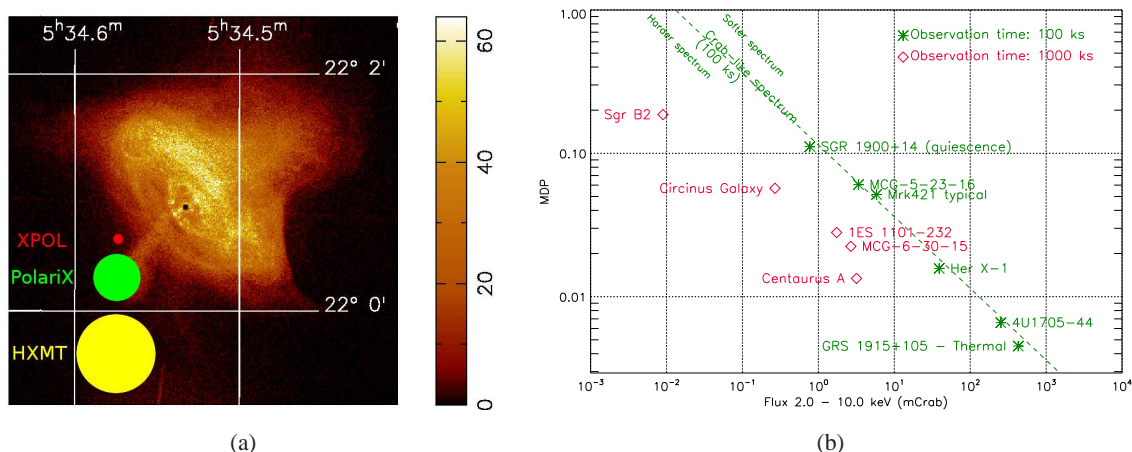 5ʰ34.6ᵐ 5ʰ34.5ᵐ
22° 2'
XPOL
PolariX
22° 0'
HXMT
60
40
20
0
(a)
1.00
0.10
0.01
MDP
Softer spectrum
Harder spectrum
Crab-like spectrum
(100 ks)
Observation time: 100 ks
Observation time: 1000 ks
Sgr B2
SGR 1900+14 (quiescence)
Circinus Galaxy
MCG-5-23-16
Mrk421 typical
1ES 1101-232
MCG-6-30-15
Her X-1
Centaurus A
4U1705-44
GRS 1915+105 - Thermal
10⁻³ 10⁻² 10⁻¹ 10⁰ 10¹ 10² 10³ 10⁴
Flux 2.0 - 10.0 keV (mCrab)
(b)